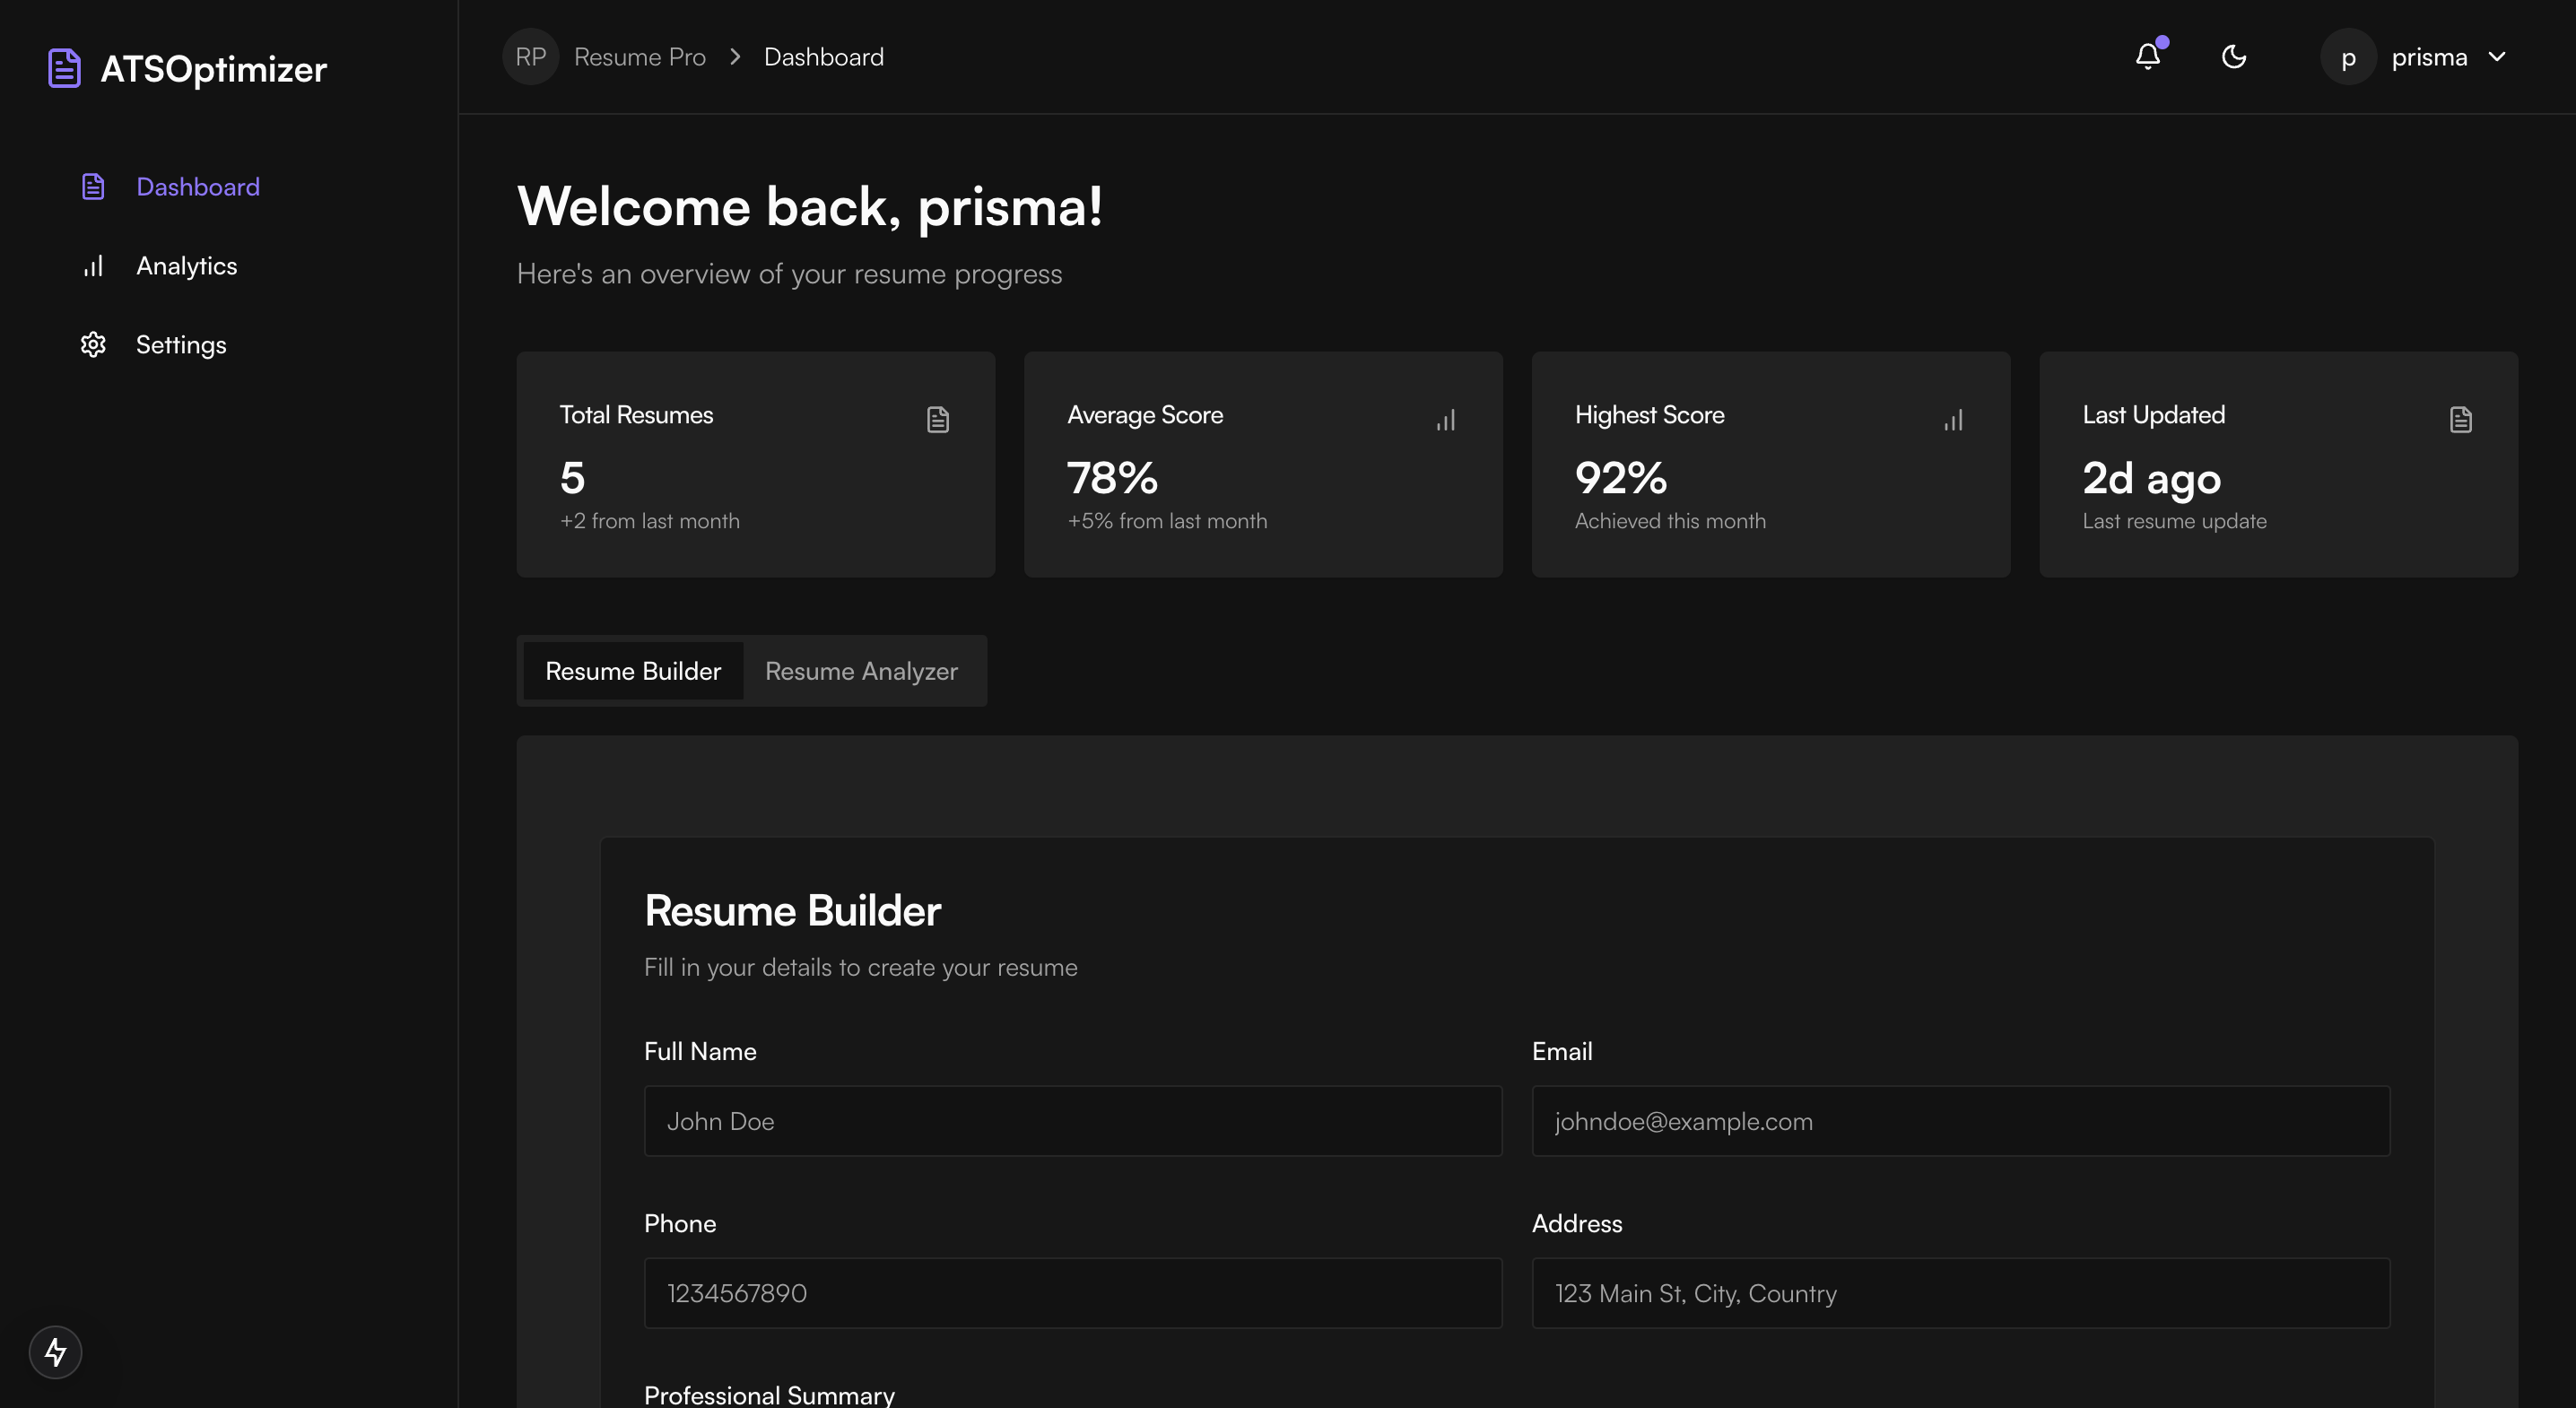 ATSOptimizer
Dashboard
Analytics
Settings
RP Resume Pro Dashboard
p prisma
Welcome back, prisma!
Here's an overview of your resume progress
Total Resumes
5
+2 from last month
Average Score
78%
+5% from last month
Highest Score
92%
Achieved this month
Last Updated
2d ago
Last resume update
Resume Builder Resume Analyzer
Resume Builder
Fill in your details to create your resume
Full Name
John Doe
Email
johndoe@example.com
Phone
1234567890
Address
123 Main St, City, Country
Professional Summary